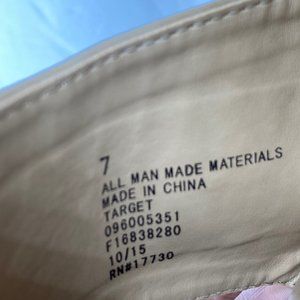 7
ALL MAN MADE MATERIALS
MADE IN CHINA
TARGET
096005351
F16838280
10/15
RN#17730